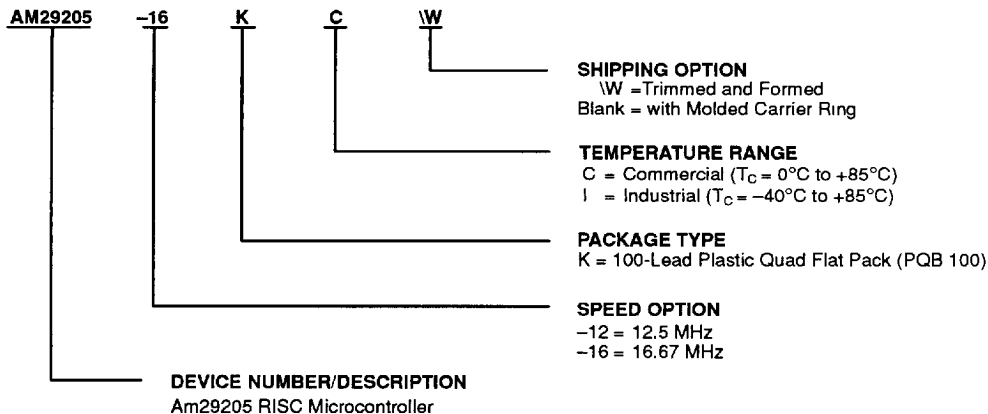 AM29205 –16 K C \W
SHIPPING OPTION
\W =Trimmed and Formed
Blank = with Molded Carrier Ring
TEMPERATURE RANGE
C = Commercial (TC = 0°C to +85°C)
I = Industrial (TC = –40°C to +85°C)
PACKAGE TYPE
K = 100-Lead Plastic Quad Flat Pack (PQB 100)
SPEED OPTION
–12 = 12.5 MHz
–16 = 16.67 MHz
DEVICE NUMBER/DESCRIPTION
Am29205 RISC Microcontroller